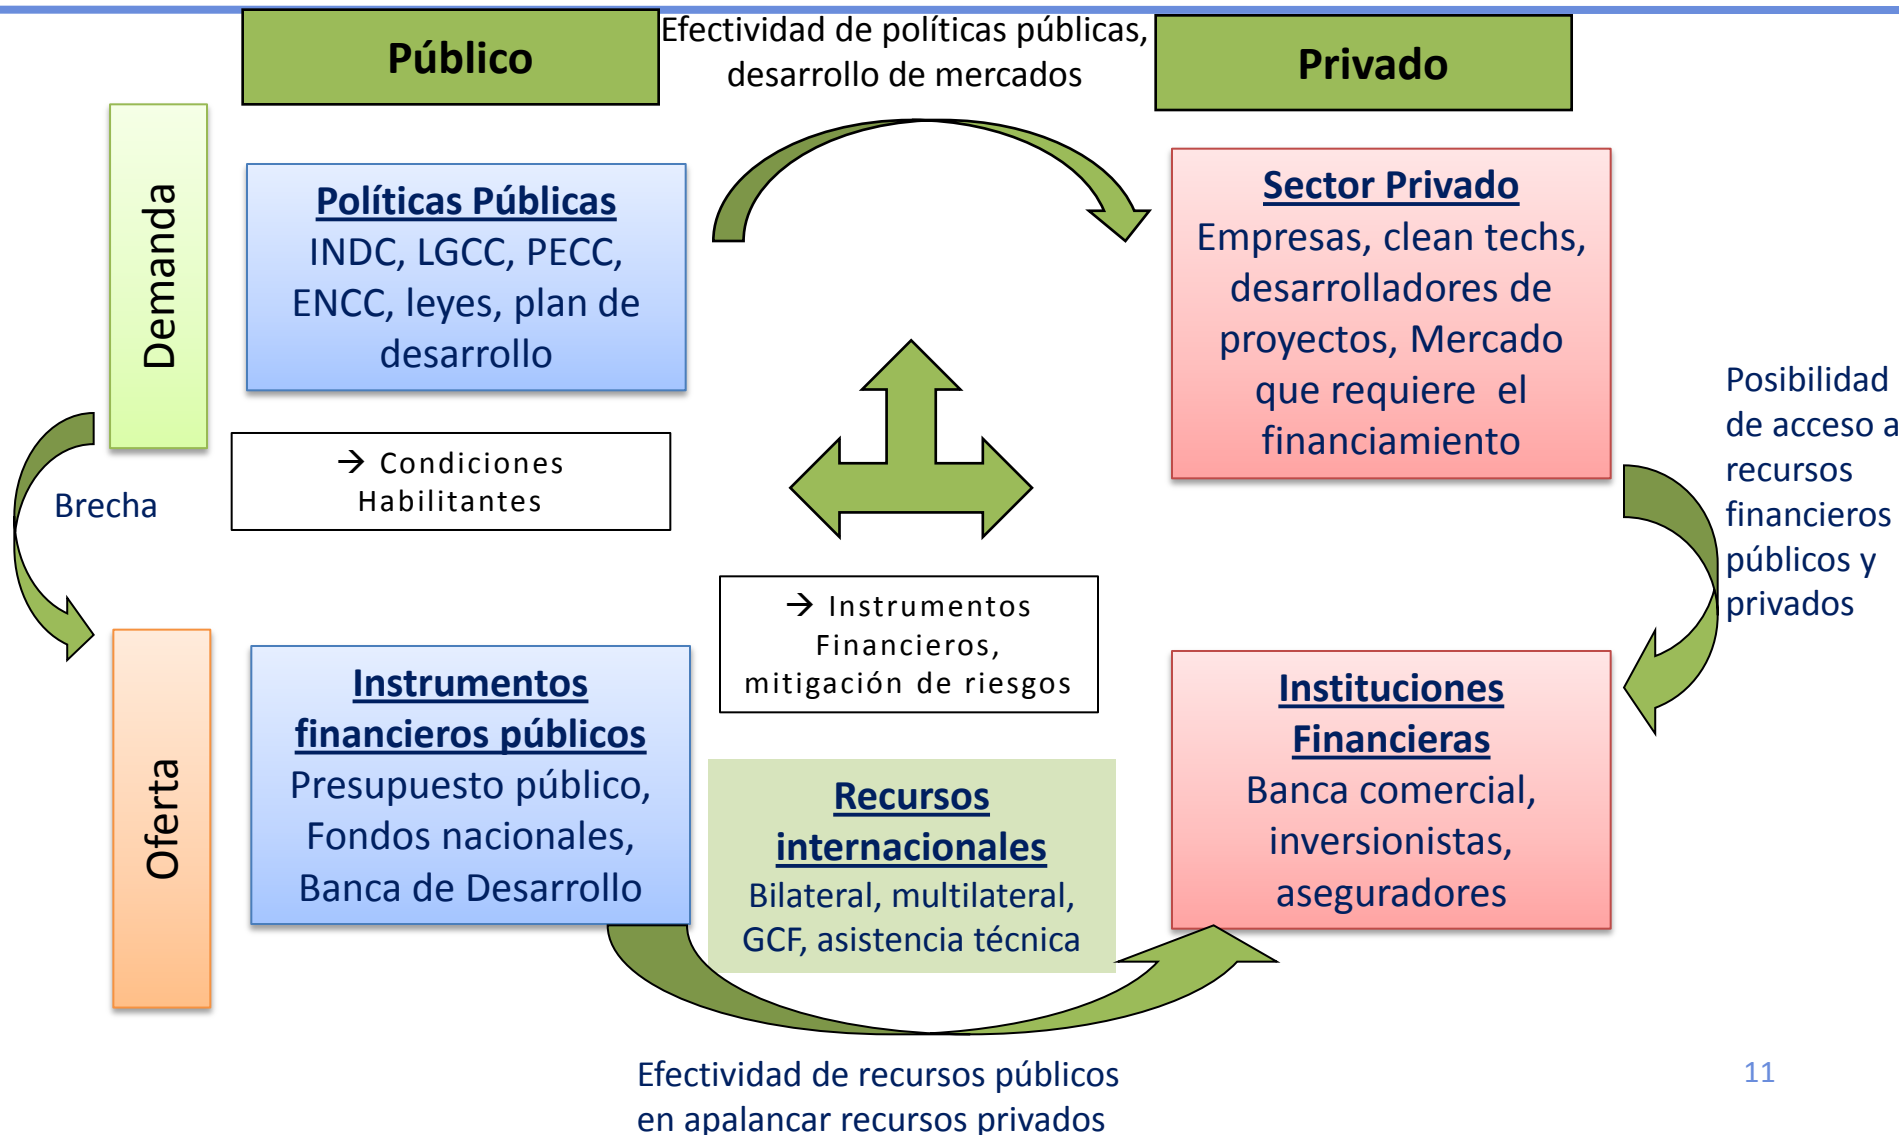 Público
Efectividad de políticas públicas,
desarrollo de mercados
Privado
Demanda
Políticas Públicas
INDC, LGCC, PECC,
ENCC, leyes, plan de
desarrollo
Sector Privado
Empresas, clean techs,
desarrolladores de
proyectos, Mercado
que requiere el
financiamiento
Posibilidad
de acceso a
recursos
financieros
públicos y
privados
→ Condiciones
Habilitantes
Brecha
→ Instrumentos
Financieros,
mitigación de riesgos
Oferta
Instrumentos
financieros públicos
Presupuesto público,
Fondos nacionales,
Banca de Desarrollo
Recursos
internacionales
Bilateral, multilateral,
GCF, asistencia técnica
Instituciones
Financieras
Banca comercial,
inversionistas,
aseguradores
Efectividad de recursos públicos
en apalancar recursos privados
11